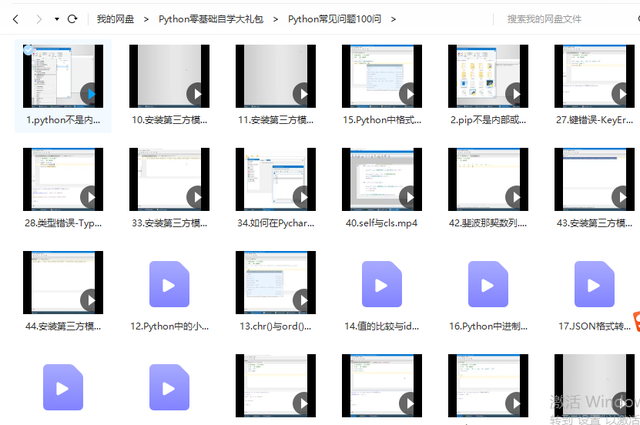 我的网盘 > Python零基础自学大礼包 > Python常见问题100问 >
搜索我的网盘文件
1.python不是内...
10.安装第三方模...
11.安装第三方模...
15.Python中格式...
2.pip不是内部或...
27.键错误-KeyEr...
28.类型错误-Typ...
33.安装第三方模...
34.如何在Pychar...
40.self与cls.mp4
42.斐波那契数列....
43.安装第三方模...
44.安装第三方模...
12.Python中的小...
13.chr()与ord()...
14.值的比较与id...
16.Python中进制...
17.JSON格式转...
激活 Window
转到"设置"以激活